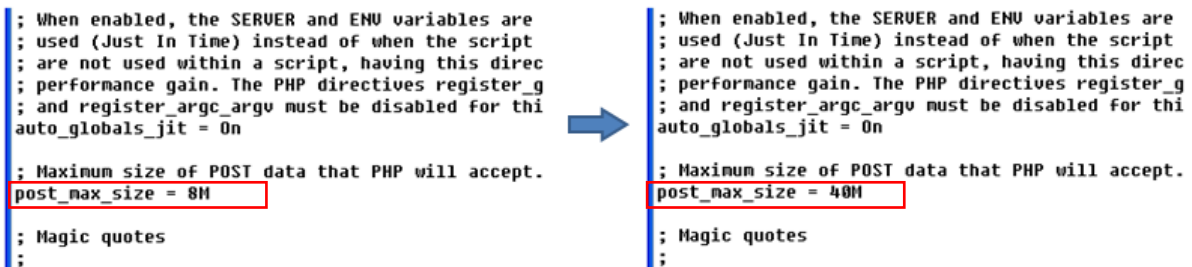 ; When enabled, the SERVER and ENV variables are
; used (Just In Time) instead of when the script
; are not used within a script, having this direc
; performance gain. The PHP directives register_g
; and register_argc_argv must be disabled for thi
auto_globals_jit = On
; Maximum size of POST data that PHP will accept.
post_max_size = 8M
; Magic quotes
;
; When enabled, the SERVER and ENV variables are
; used (Just In Time) instead of when the script
; are not used within a script, having this direc
; performance gain. The PHP directives register_g
; and register_argc_argv must be disabled for thi
auto_globals_jit = On
; Maximum size of POST data that PHP will accept.
post_max_size = 40M
; Magic quotes
;